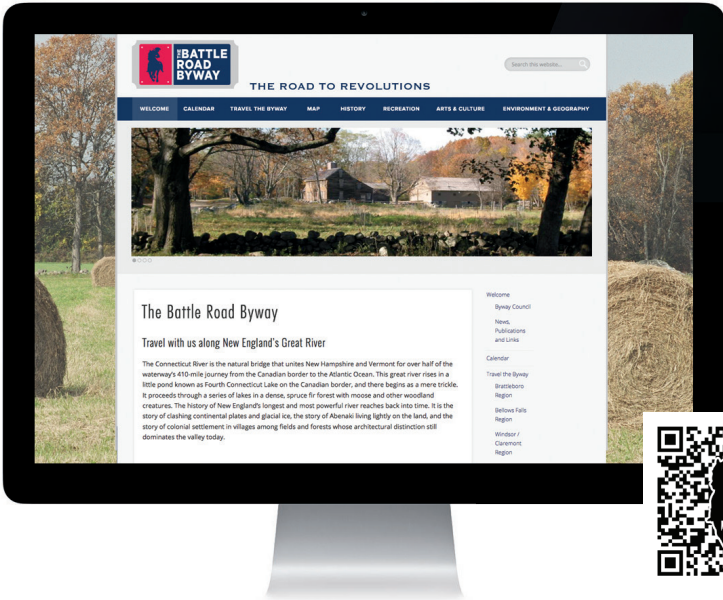 THE BATTLE
ROAD
BYWAY
THE ROAD TO REVOLUTIONS
Search this website...
WELCOME CALENDAR TRAVEL THE BYWAY MAP HISTORY RECREATION ARTS & CULTURE ENVIRONMENT & GEOGRAPHY
The Battle Road Byway
Travel with us along New England's Great River
The Connecticut River is the natural bridge that unites New Hampshire and Vermont for over half of the
waterway's 410-mile journey from the Canadian border to the Atlantic Ocean. This great river rises in a
little pond known as Fourth Connecticut Lake on the Canadian border, and there begins as a mere trickle.
It proceeds through a series of lakes in a dense, spruce fir forest with moose and other woodland
creatures. The history of New England's longest and most powerful river reaches back into time. It is the
story of clashing continental plates and glacial ice, the story of Abenaki living lightly on the land, and the
story of colonial settlement in villages among fields and forests whose architectural distinction still
dominates the valley today.
Welcome
Byway Council
News,
Publications
and Links
Calendar
Travel the Byway
Brattleboro
Region
Bellows Falls
Region
Windsor /
Claremont
Region